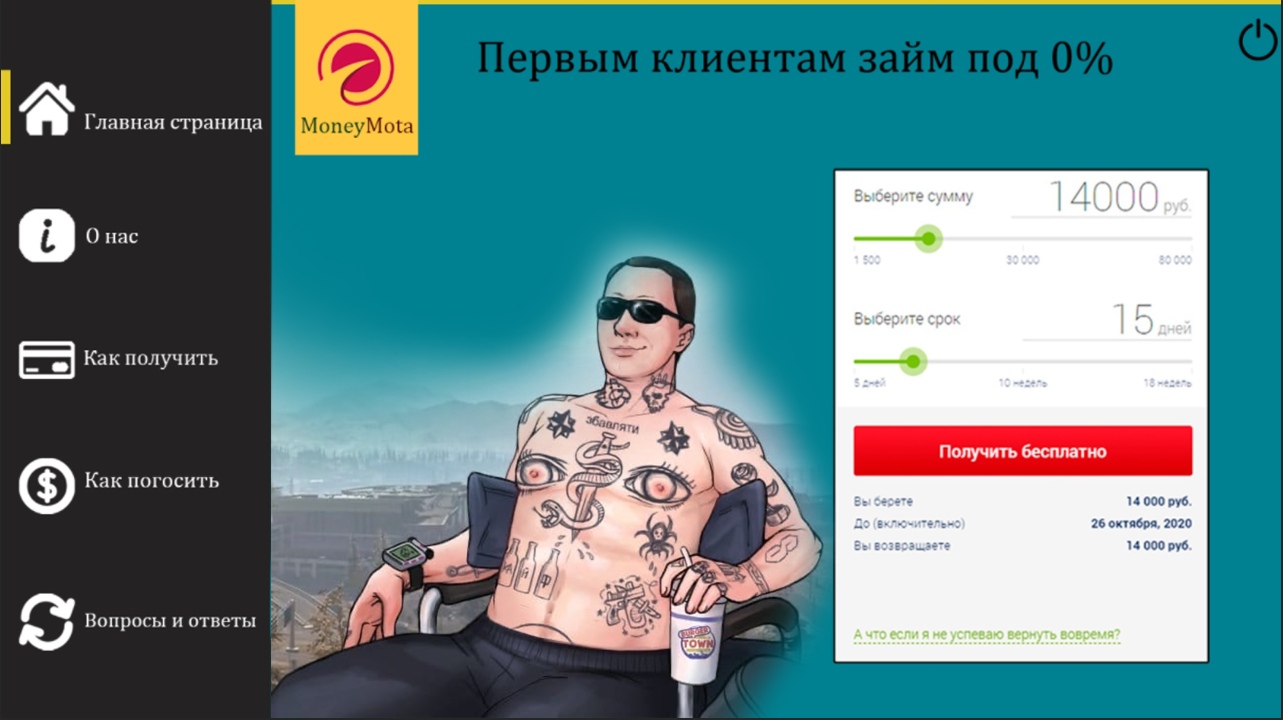 Первым клиентам займ под 0%
MoneyMota
Главная страница
О нас
Как получить
Как погосить
Вопросы и ответы
Выберите сумму
14000 руб.
1 500 30 000 80 000
Выберите срок
15 дней
5 дней 10 недель 18 недель
Получить бесплатно
Вы берете 14 000 руб.
До (включительно) 26 октября, 2020
Вы возвращаете 14 000 руб.
А что если я не успеваю вернуть вовремя?
збавляти
BURGER
TOWN